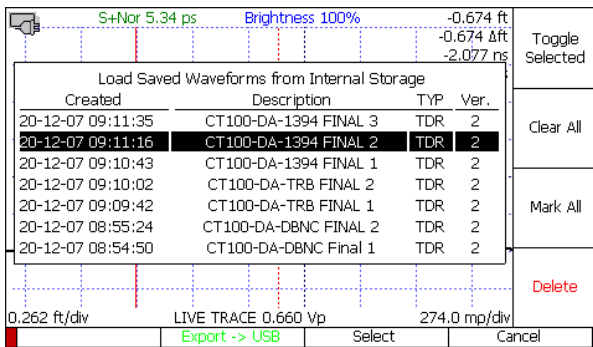 S+Nor 5.34 ps Brightness 100% -0.674 ft
-0.674 Δft
-2.077 ns
Toggle
Selected
Load Saved Waveforms from Internal Storage
Created Description TYP Ver.
20-12-07 09:11:35 CT100-DA-1394 FINAL 3 TDR 2
20-12-07 09:11:16 CT100-DA-1394 FINAL 2 TDR 2
20-12-07 09:10:43 CT100-DA-1394 FINAL 1 TDR 2
20-12-07 09:10:02 CT100-DA-TRB FINAL 2 TDR 2
20-12-07 09:09:42 CT100-DA-TRB FINAL 1 TDR 2
20-12-07 08:55:24 CT100-DA-DBNC FINAL 2 TDR 2
20-12-07 08:54:50 CT100-DA-DBNC Final 1 TDR 2
Clear All
Mark All
Delete
0.262 ft/div LIVE TRACE 0.660 Vp 274.0 mρ/div
Export -> USB Select Cancel